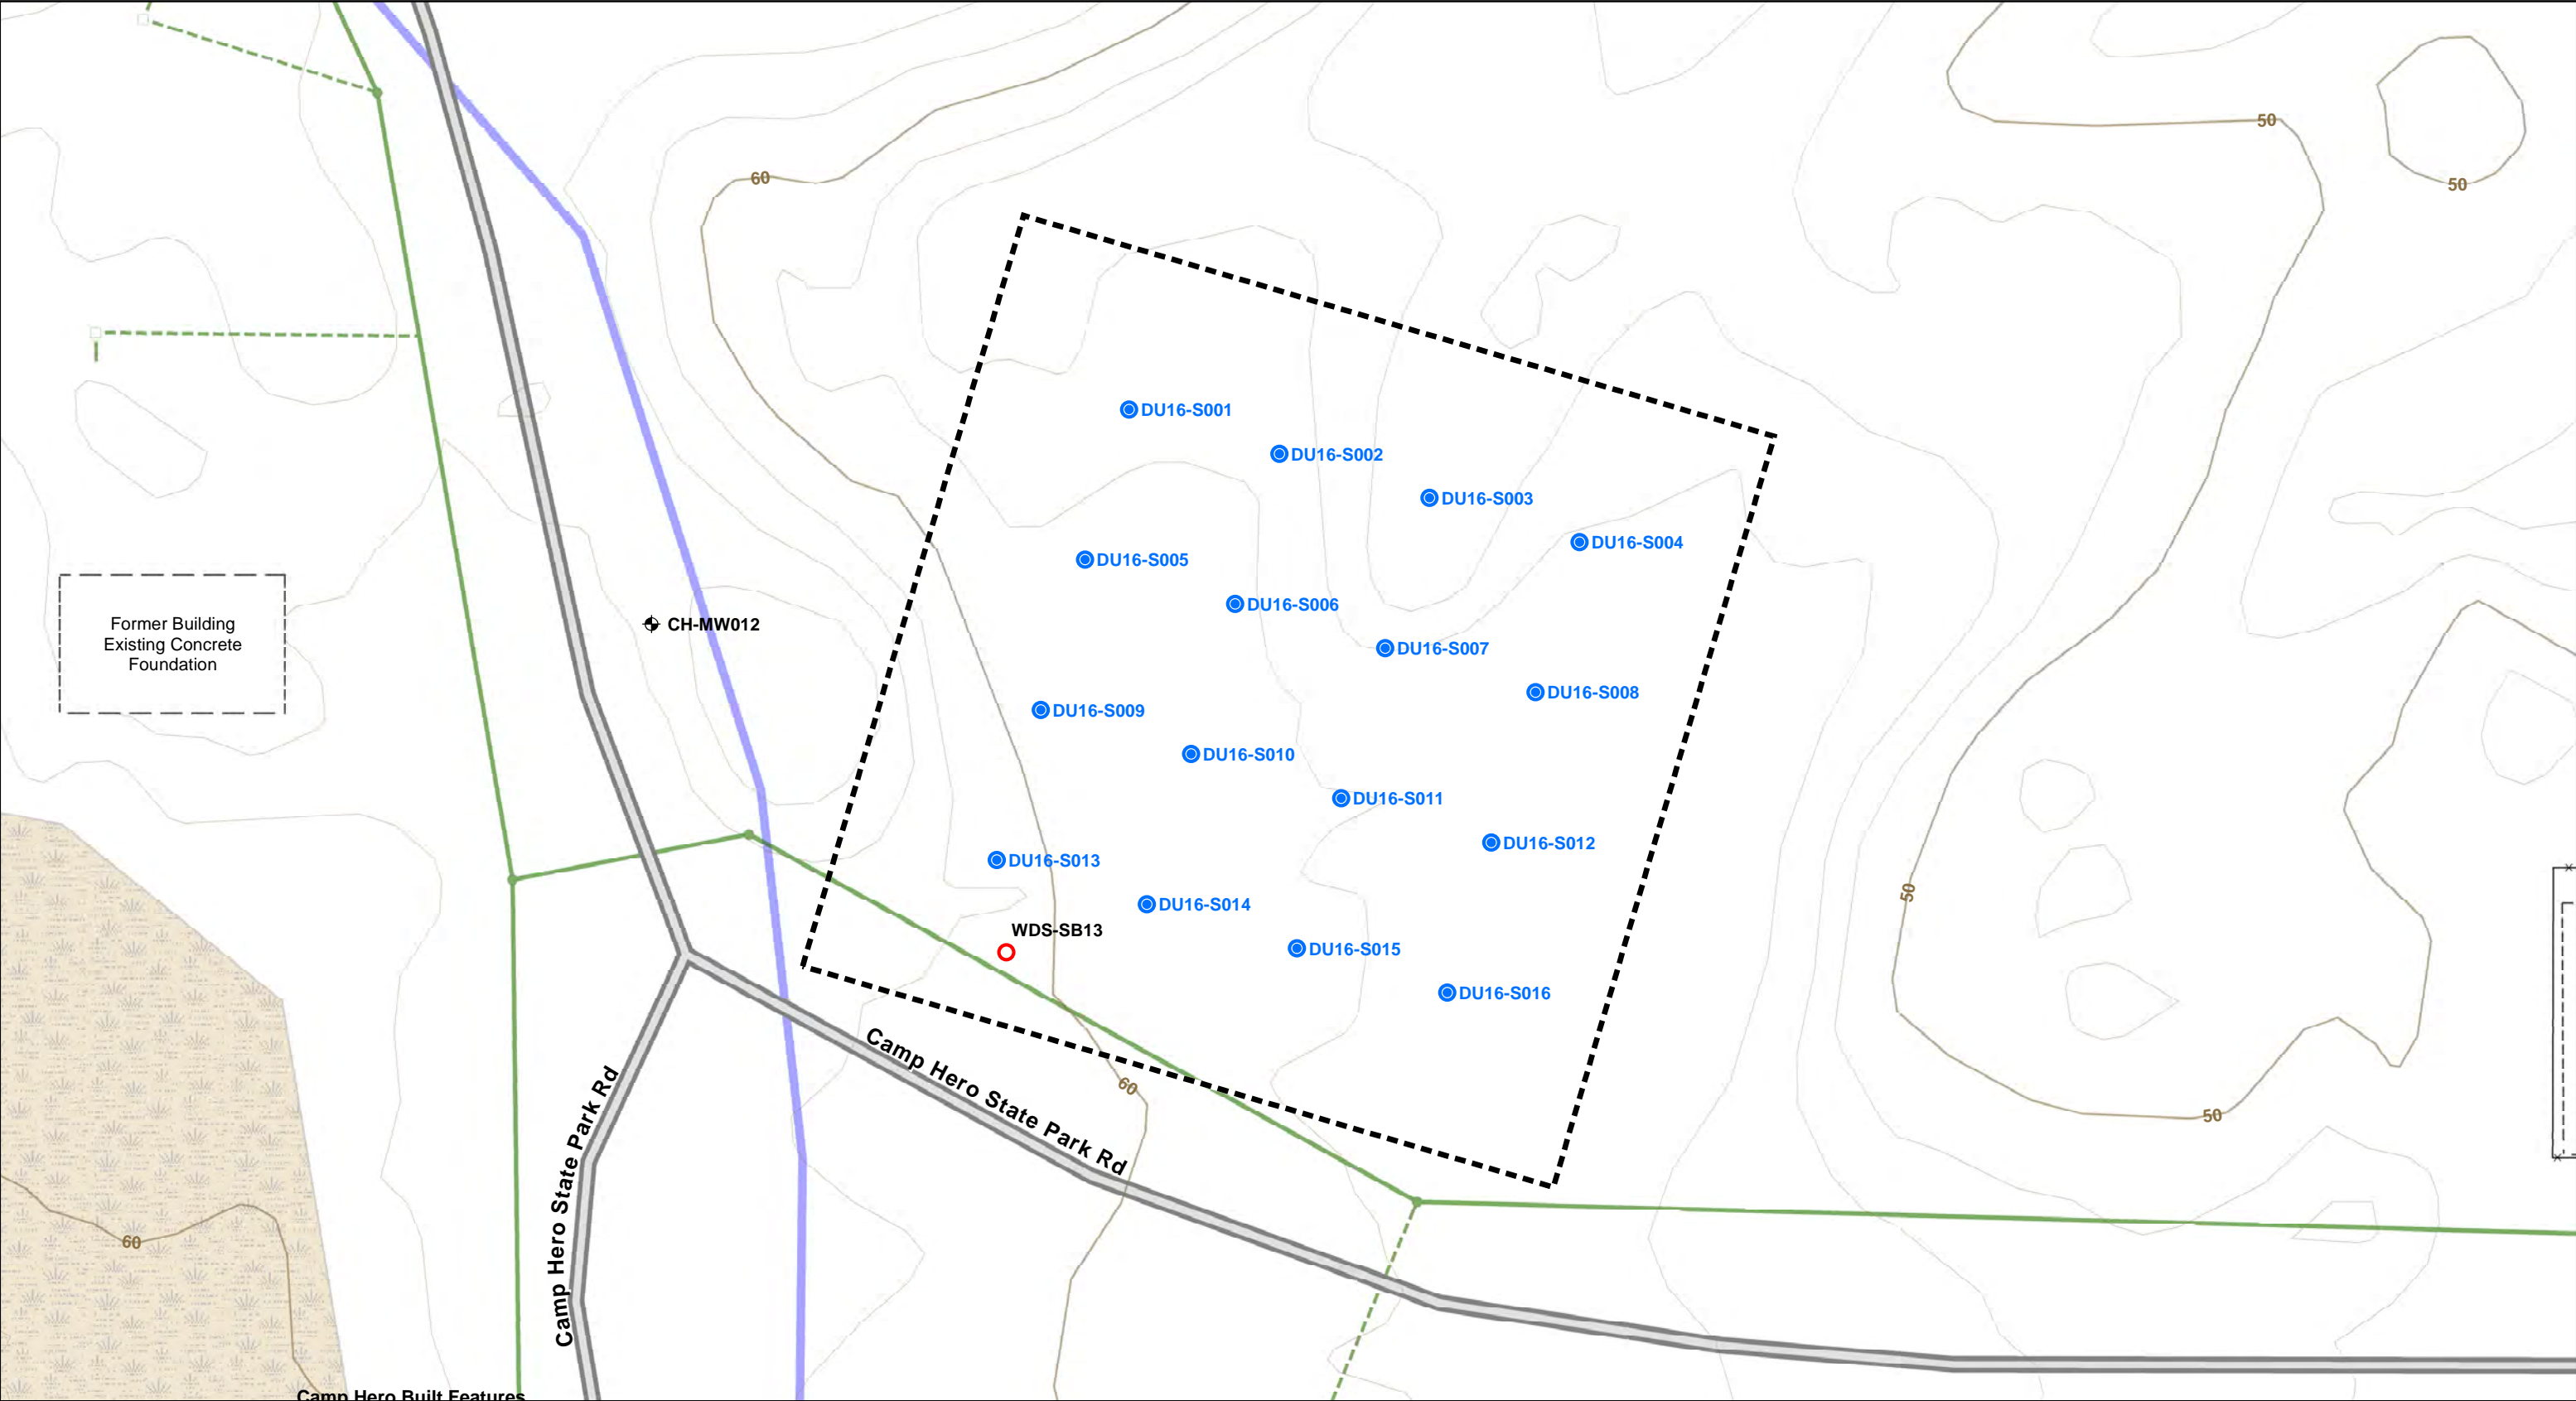 50
60
50
DU16-S001
DU16-S002
DU16-S003
DU16-S004
DU16-S005
DU16-S006
Former Building
Existing Concrete
Foundation
CH-MW012
DU16-S007
DU16-S008
DU16-S009
DU16-S010
DU16-S011
DU16-S012
DU16-S013
50
DU16-S014
WDS-SB13
DU16-S015
DU16-S016
Camp Hero State Park Rd
60
50
Camp Hero State Park Rd
60
Camp Hero Built Features